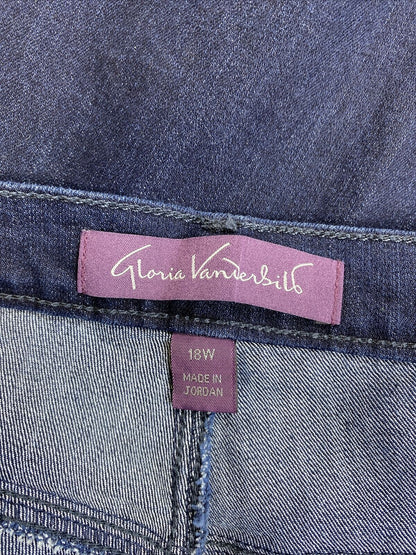 Gloria Vanderbilt
18W
MADE IN
JORDAN